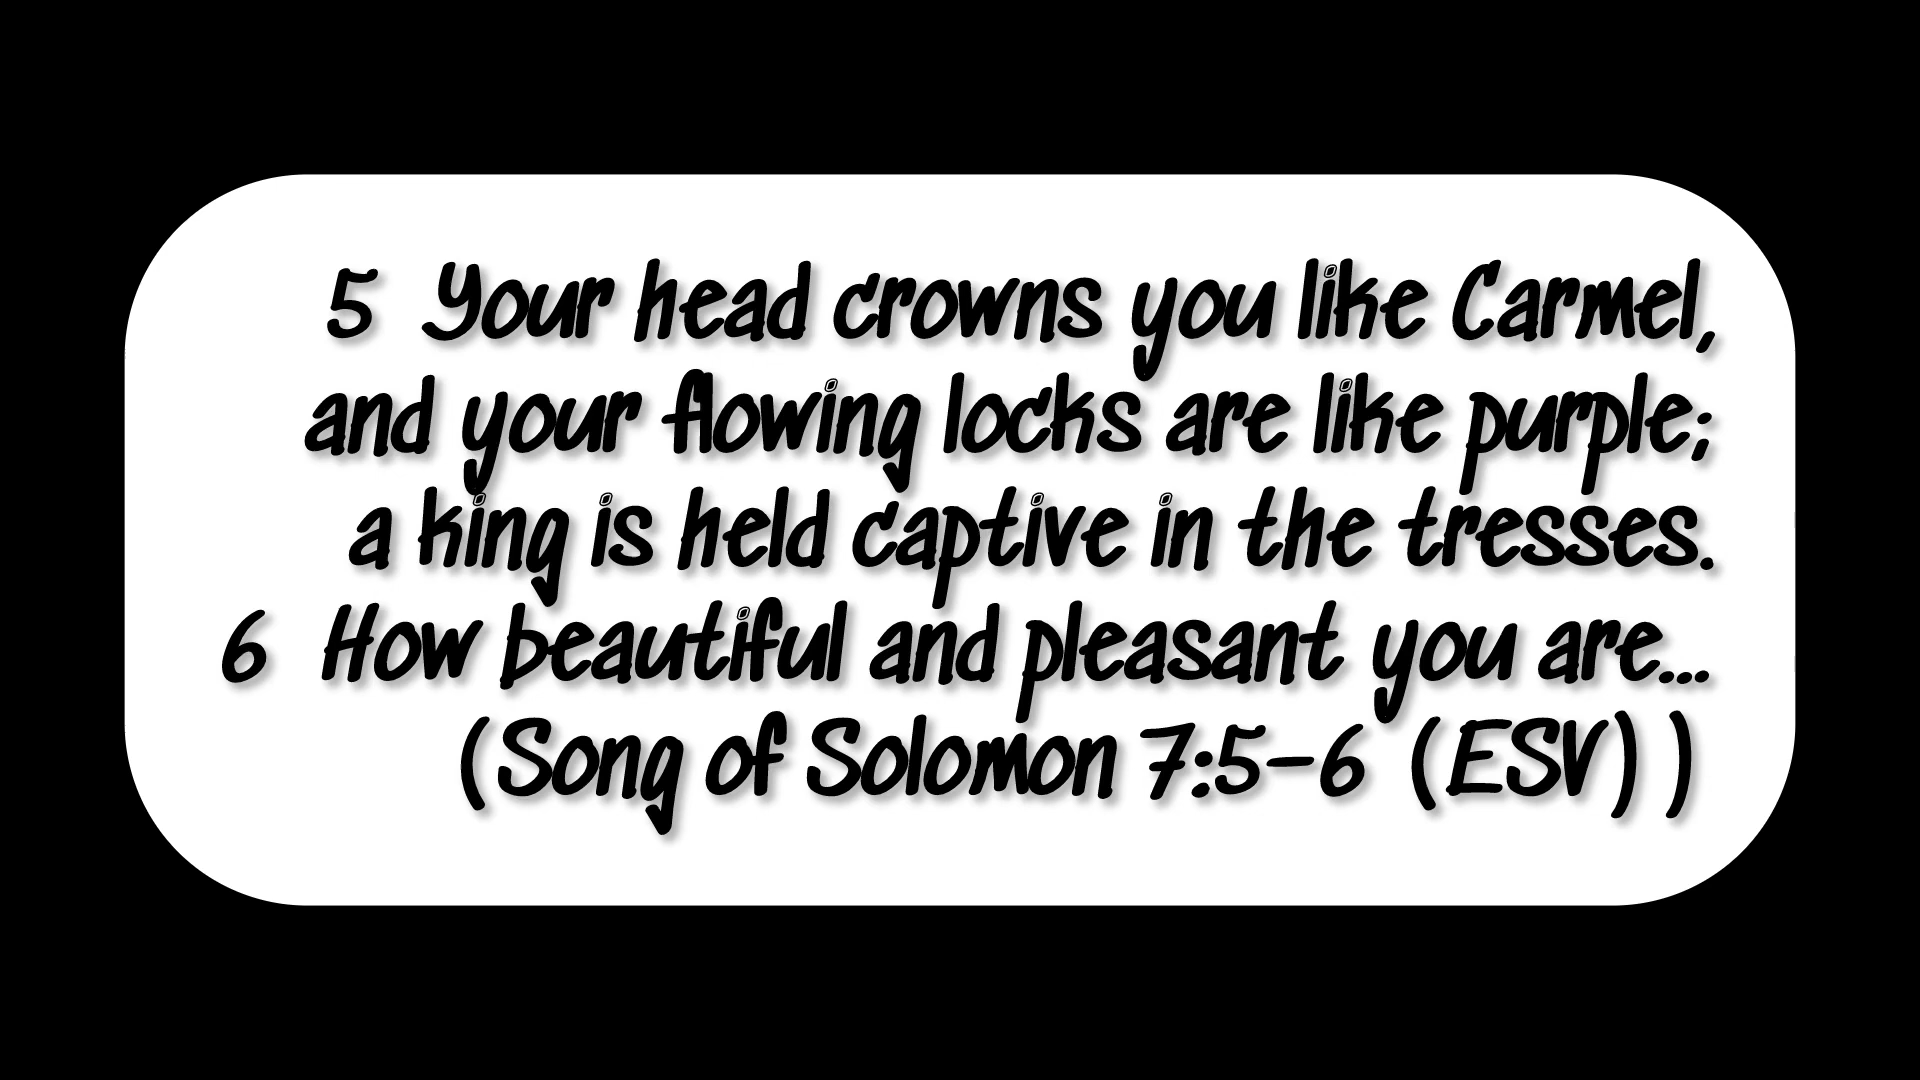 5 Your head crowns you like Carmel,
and your flowing locks are like purple;
a king is held captive in the tresses.
6 How beautiful and pleasant you are...
(Song of Solomon 7:5-6 (ESV) )